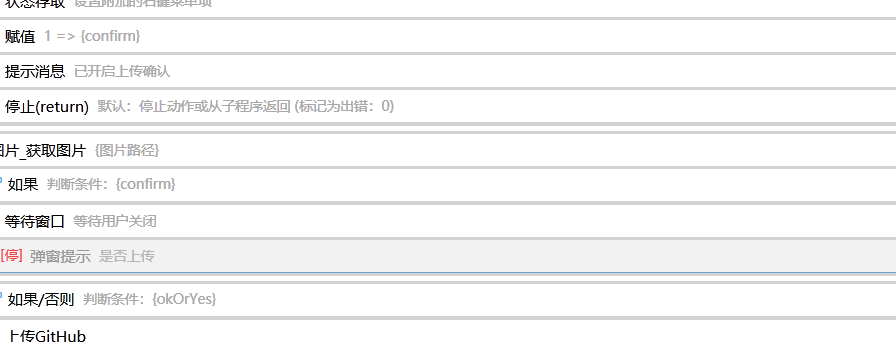 状态存取 设置附加的右键菜单项
赋值 1 => {confirm}
提示消息 已开启上传确认
停止(return) 默认：停止动作或从子程序返回 (标记为出错：0)
图片_获取图片 {图片路径}
如果 判断条件：{confirm}
等待窗口 等待用户关闭
[停] 弹窗提示 是否上传
如果/否则 判断条件：{okOrYes}
上传GitHub